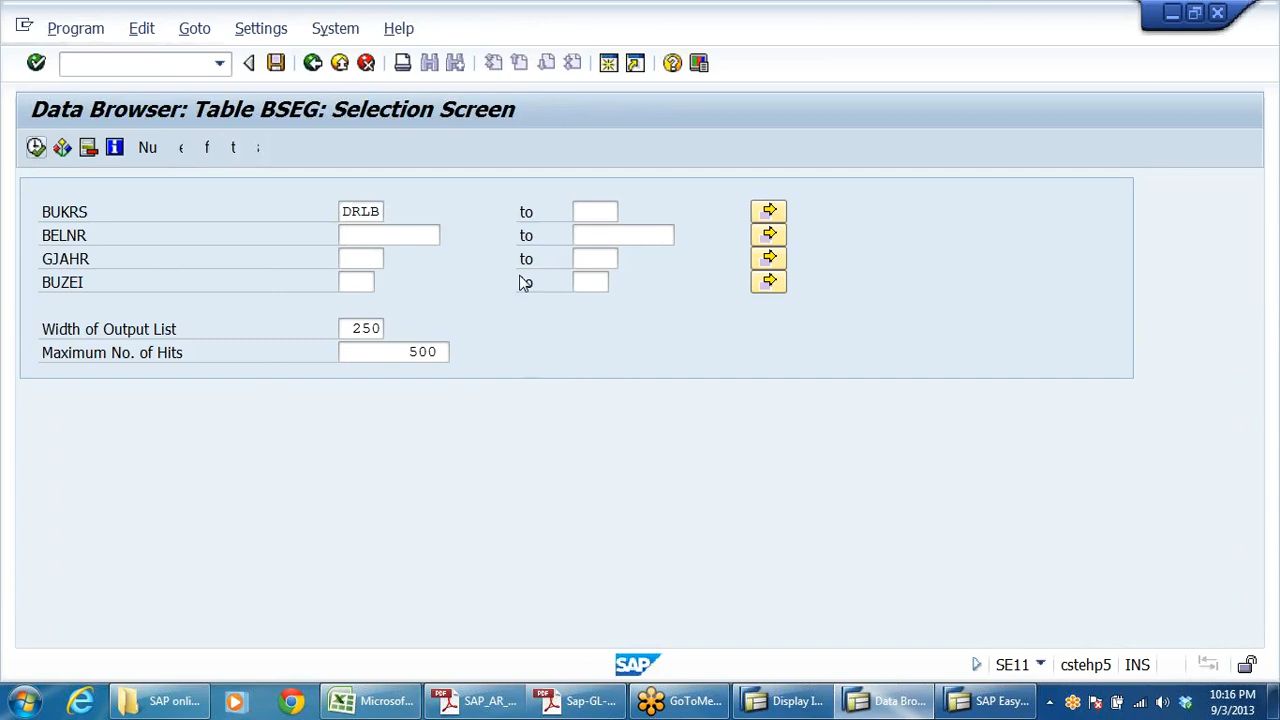 Program Edit Goto Settings System Help
Data Browser: Table BSEG: Selection Screen
Nu
BUKRS DRLB to
BELNR to
GJAHR to
BUZEI to
Width of Output List 250
Maximum No. of Hits 500
SAP SE11 cstehp5 INS
SAP onli... Microsof... SAP_AR_... Sap-GL-... GoToMe... Display I... Data Bro... SAP Easy...
10:16 PM
9/3/2013